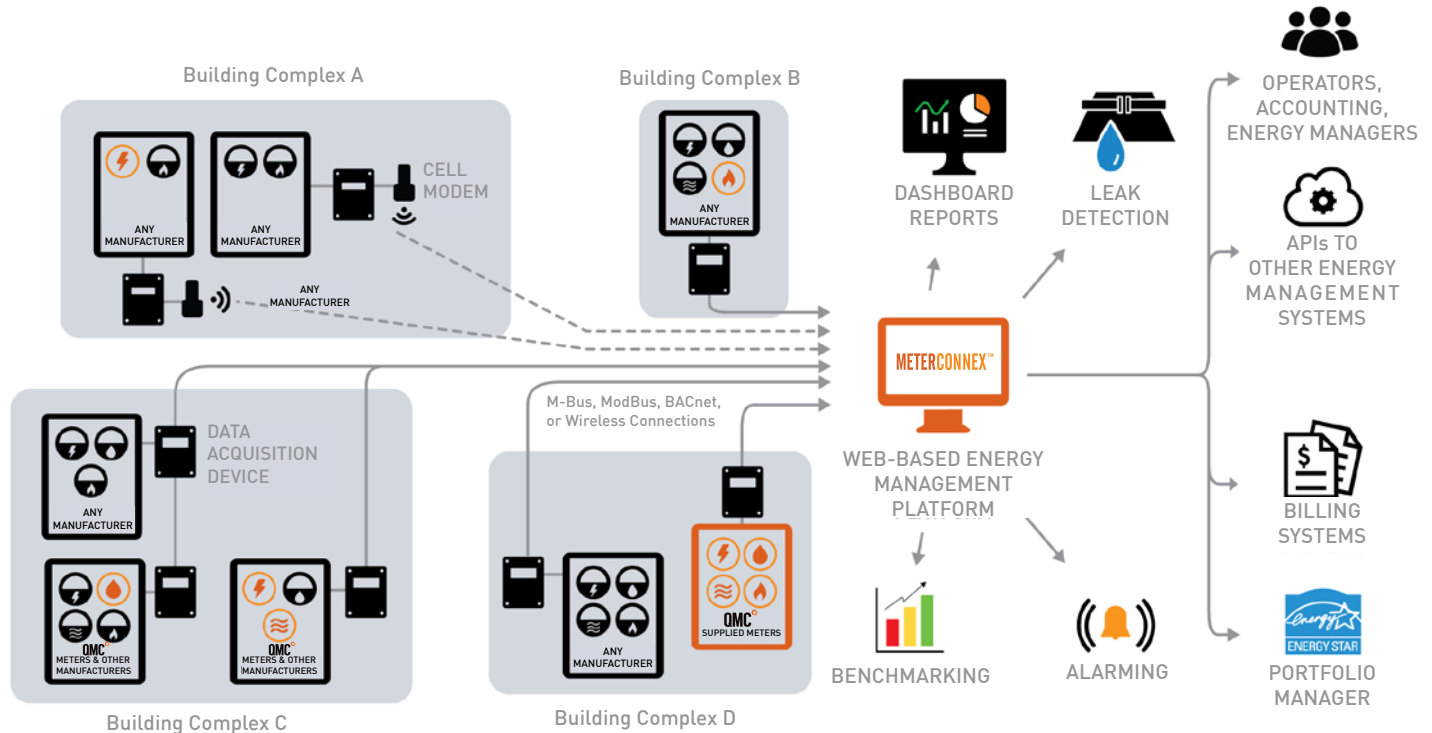 Building Complex A
ANY
MANUFACTURER
ANY
MANUFACTURER
CELL
MODEM
ANY
MANUFACTURER
Building Complex B
ANY
MANUFACTURER
Building Complex C
ANY
MANUFACTURER
DATA
ACQUISITION
DEVICE
QMC
METERS & OTHER
MANUFACTURERS
QMC
METERS & OTHER
MANUFACTURERS
M-Bus, ModBus, BACnet,
or Wireless Connections
ANY
MANUFACTURER
QMC
SUPPLIED METERS
Building Complex D
DASHBOARD
REPORTS
LEAK
DETECTION
METERCONNEX™
WEB-BASED ENERGY
MANAGEMENT
PLATFORM
BENCHMARKING
ALARMING
OPERATORS,
ACCOUNTING,
ENERGY MANAGERS
APIs TO
OTHER ENERGY
MANAGEMENT
SYSTEMS
$
BILLING
SYSTEMS
energy
ENERGY STAR
PORTFOLIO
MANAGER